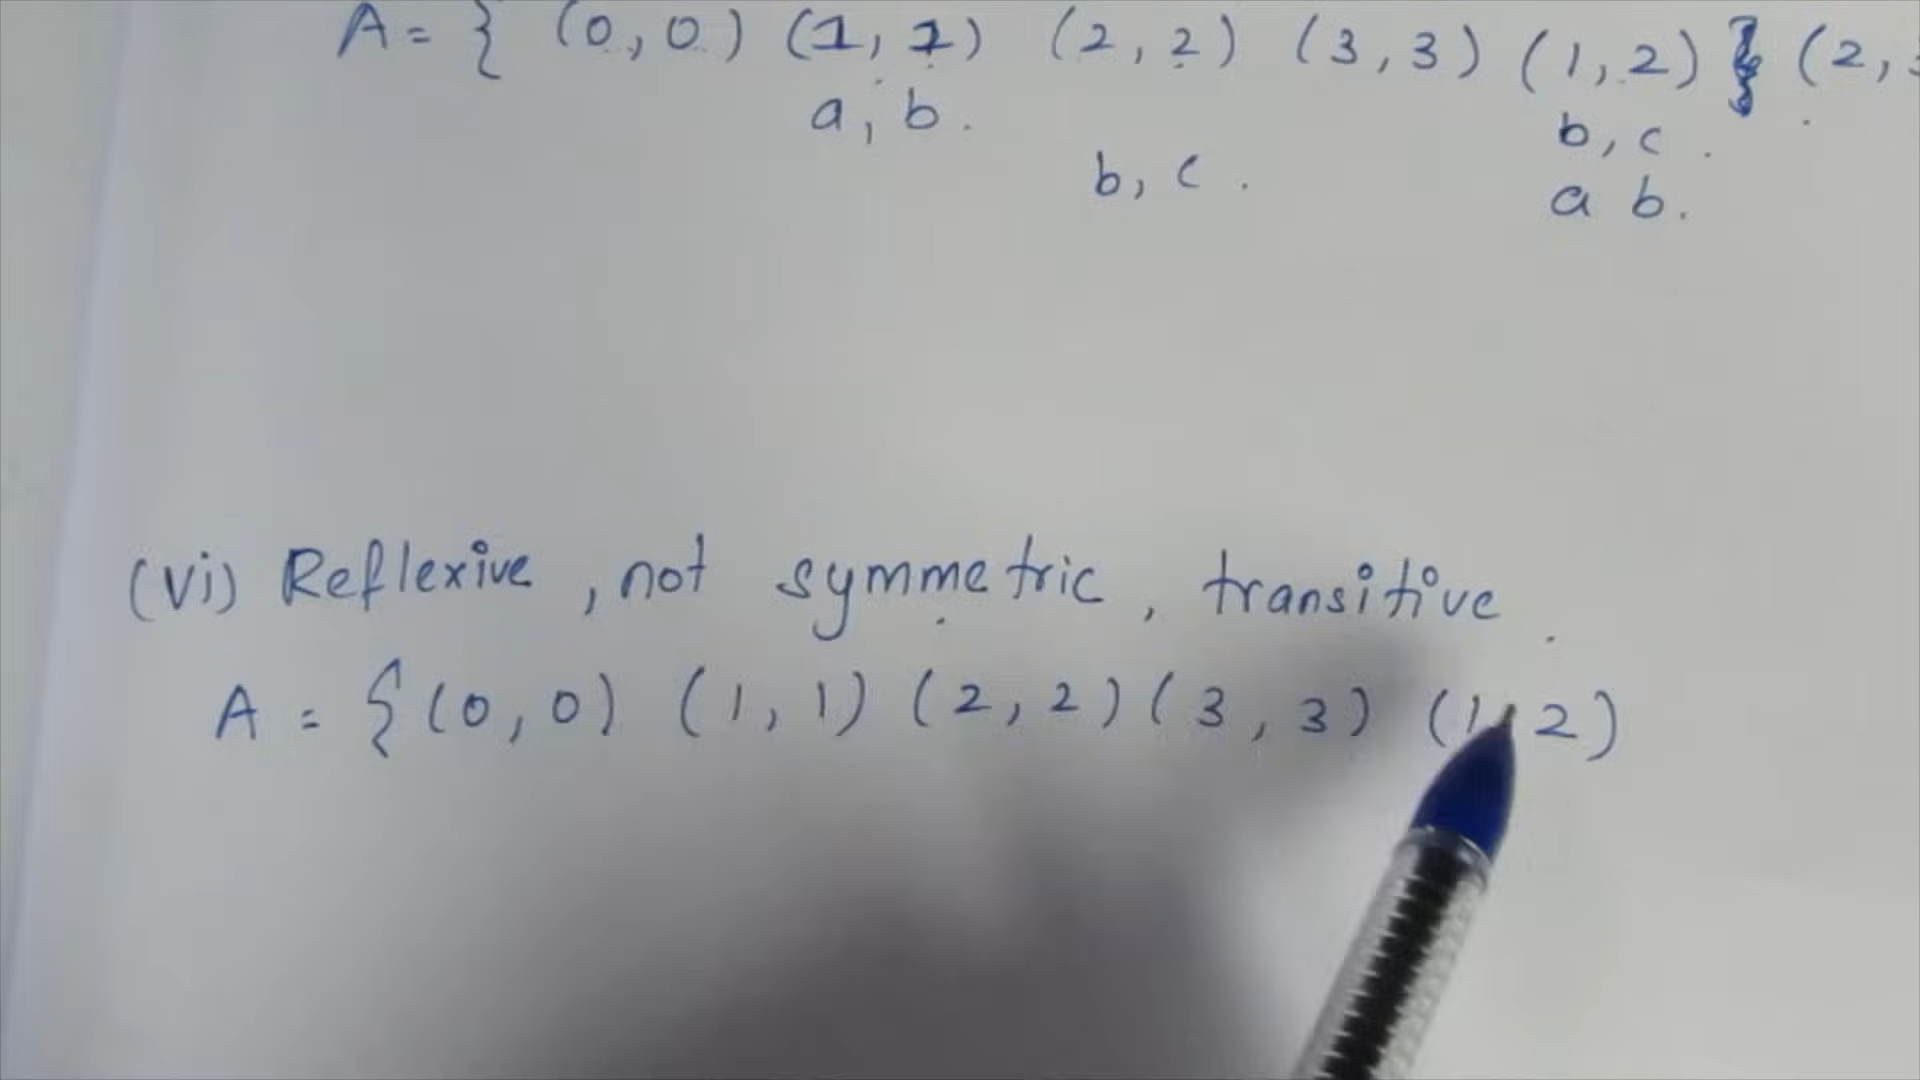 A = { (0,0) (1,1) (2,2) (3,3) (1,2) } (2,
a, b.
b, c.
b, c.
a b.
(vi) Reflexive, not symmetric, transitive.
A = { (0,0) (1,1) (2,2) (3,3) (1,2)